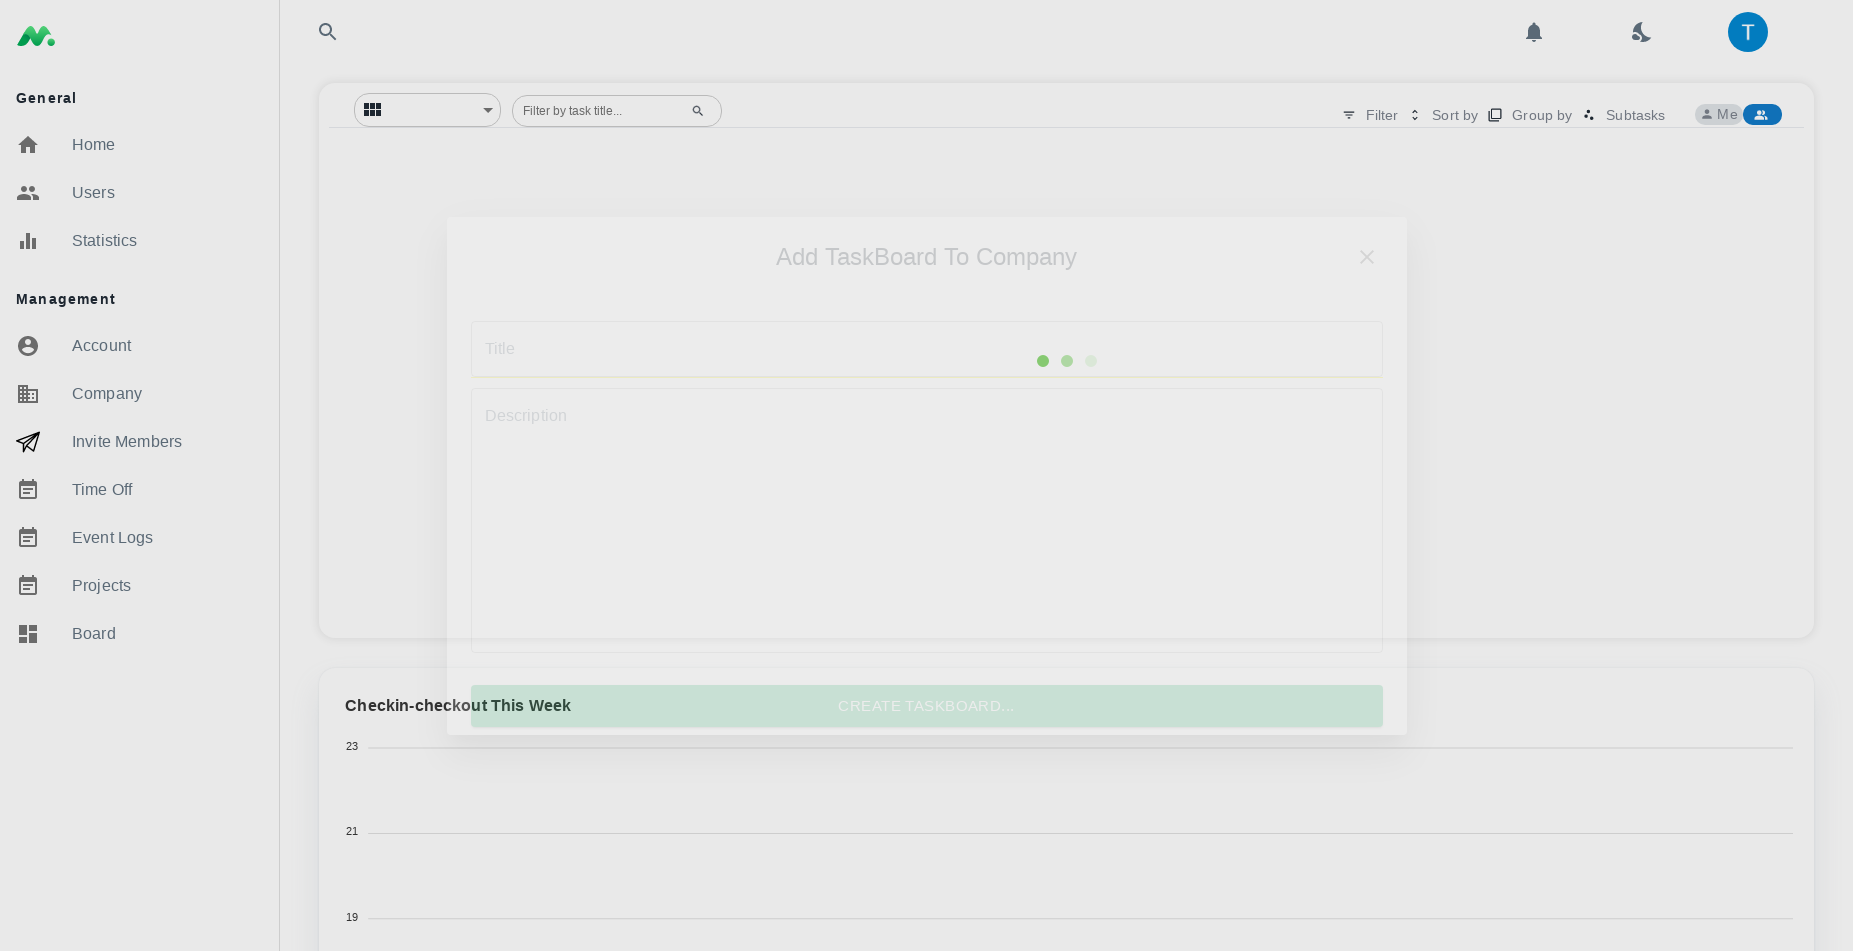 T
General
Home
Users
Statistics
Management
Account
Company
Invite Members
Time Off
Event Logs
Projects
Board
Filter by task title...
Filter
Sort by
Group by
Subtasks
Me
Add TaskBoard To Company
Title
Description
CREATE TASKBOARD...
Checkin-checkout This Week
23
21
19